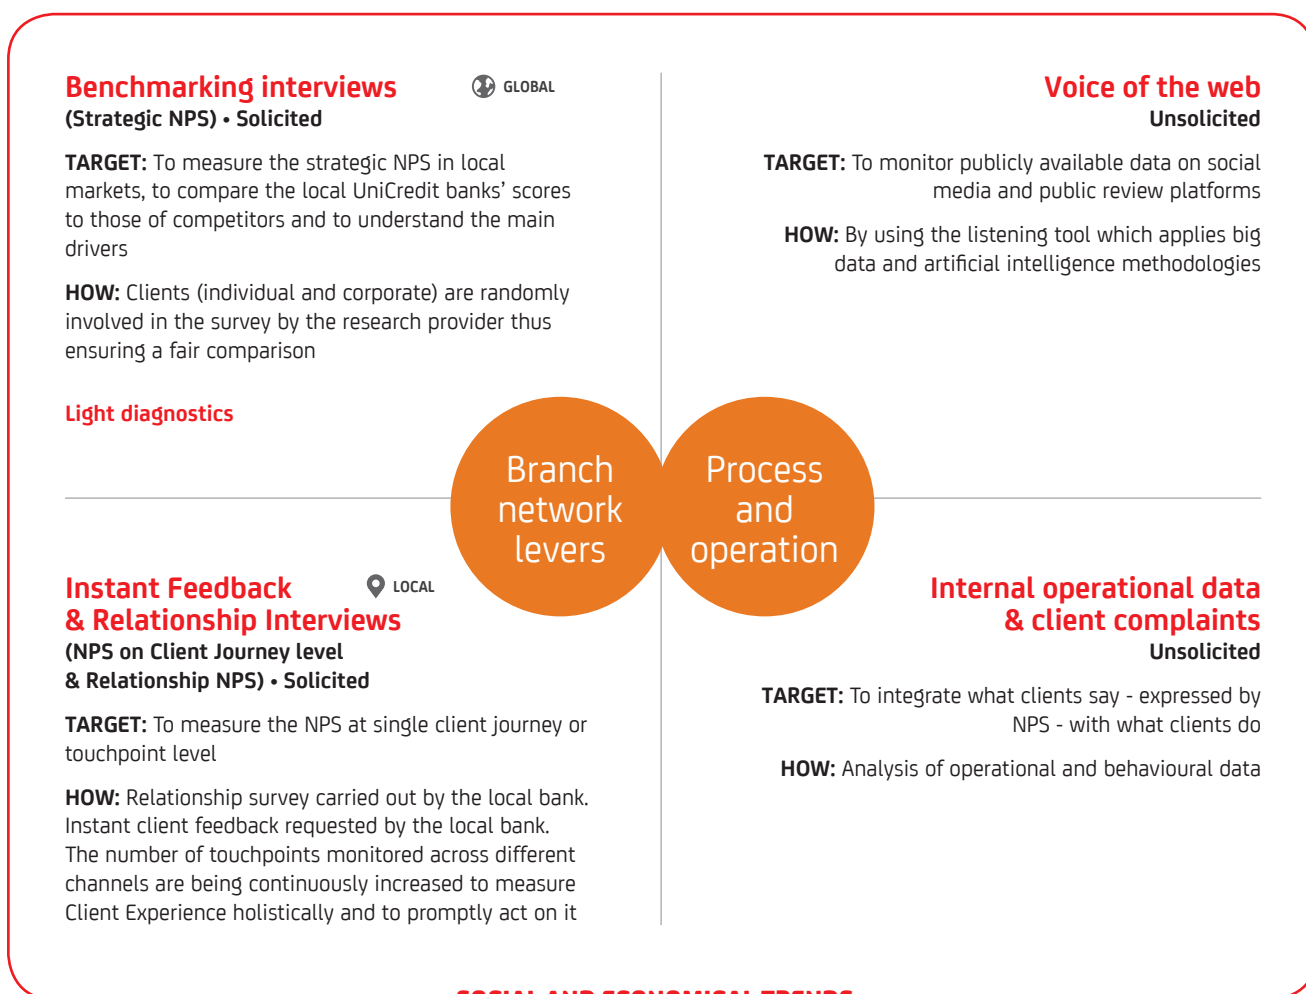 Benchmarking interviews
GLOBAL
(Strategic NPS) • Solicited
TARGET: To measure the strategic NPS in local
markets, to compare the local UniCredit banks’ scores
to those of competitors and to understand the main
drivers
HOW: Clients (individual and corporate) are randomly
involved in the survey by the research provider thus
ensuring a fair comparison
Light diagnostics
Voice of the web
Unsolicited
TARGET: To monitor publicly available data on social
media and public review platforms
HOW: By using the listening tool which applies big
data and artificial intelligence methodologies
Branch
network
levers
Process
and
operation
Instant Feedback
& Relationship Interviews
LOCAL
(NPS on Client Journey level
& Relationship NPS) • Solicited
TARGET: To measure the NPS at single client journey or
touchpoint level
HOW: Relationship survey carried out by the local bank.
Instant client feedback requested by the local bank.
The number of touchpoints monitored across different
channels are being continuously increased to measure
Client Experience holistically and to promptly act on it
Internal operational data
& client complaints
Unsolicited
TARGET: To integrate what clients say - expressed by
NPS - with what clients do
HOW: Analysis of operational and behavioural data
SOCIAL AND ECONOMICAL TRENDS